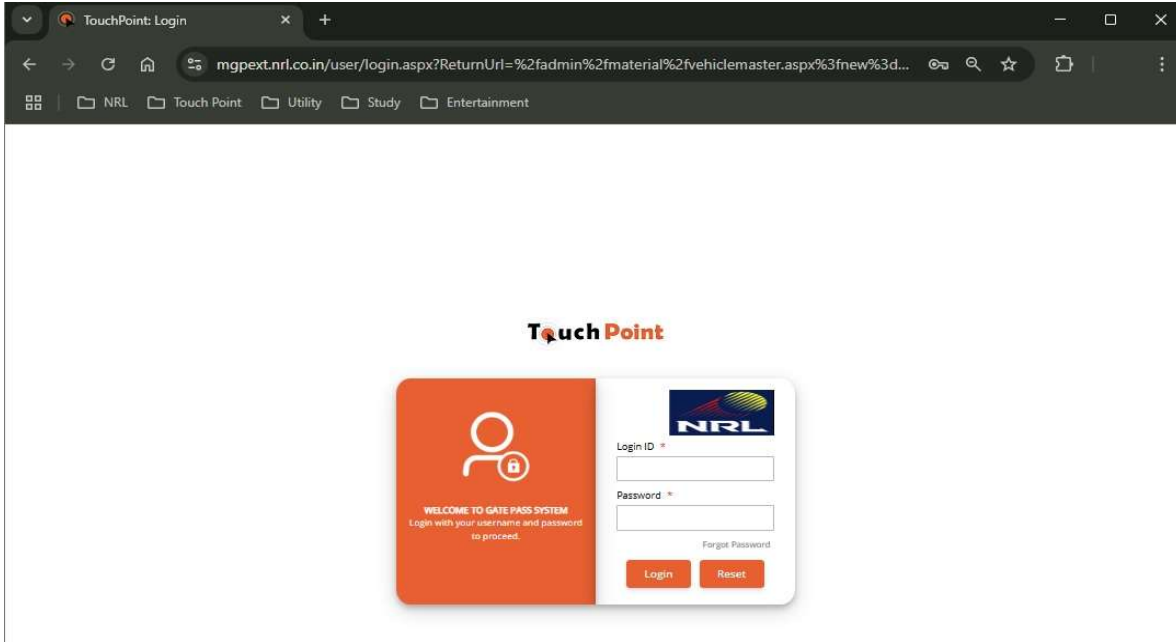 TouchPoint: Login
mgpext.nrl.co.in/user/login.aspx?ReturnUrl=%2fadmin%2fmaterial%2fvehiclemaster.aspx%3fnew%3d...
NRL Touch Point Utility Study Entertainment
Touch Point
NRL
Login ID *
Password *
WELCOME TO GATE PASS SYSTEM
Login with your username and password
to proceed.
Forgot Password
Login Reset